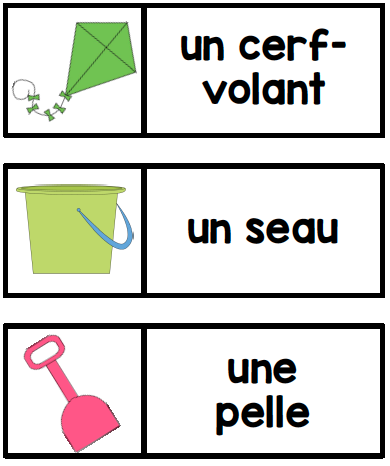 un cerf-
volant
un seau
une
pelle